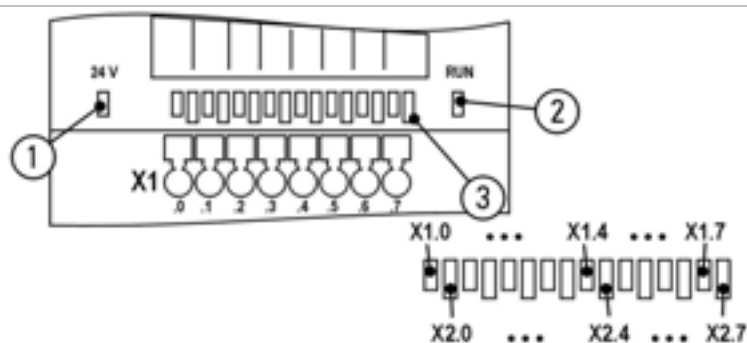 24 V RUN
1 2
3
X1
.0 .1 .2 .3 .4 .5 .6 .7
X1.0 ... X1.4 ... X1.7
X2.0 ... X2.4 ... X2.7